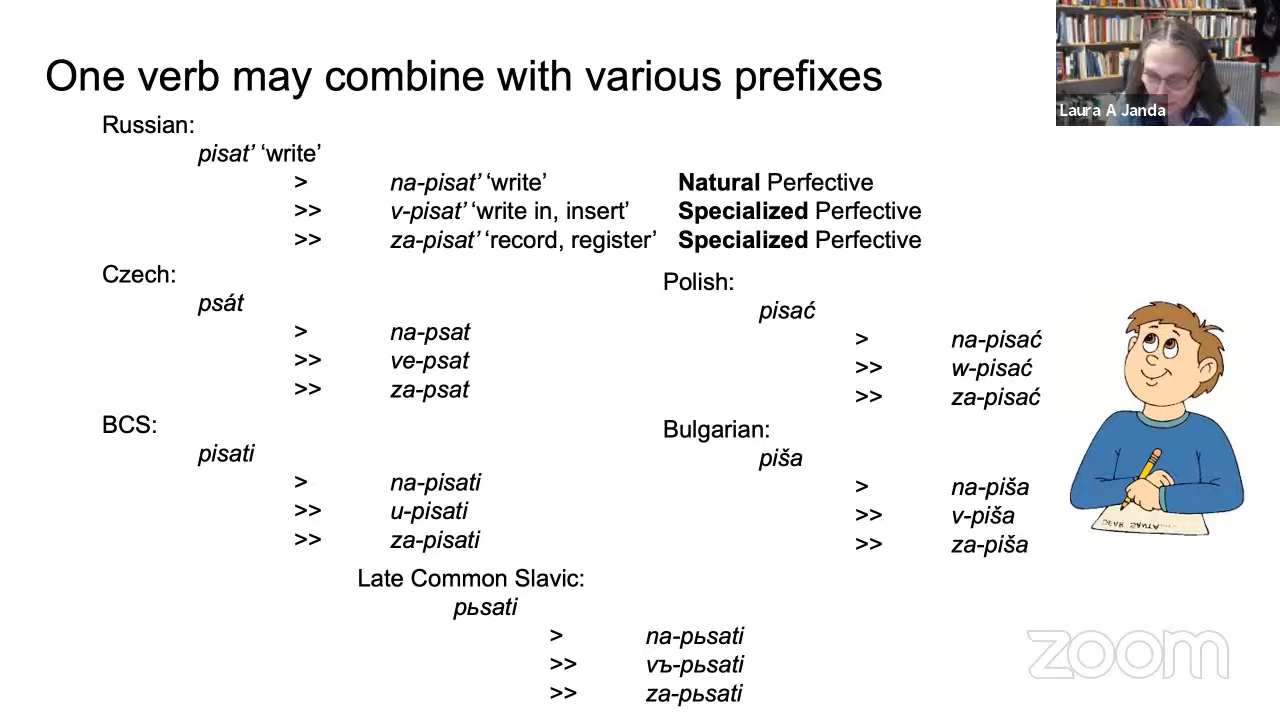 One verb may combine with various prefixes
Laura A Janda
Russian:
pisat’ ‘write’
> na-pisat’ ‘write’ Natural Perfective
>> v-pisat’ ‘write in, insert’ Specialized Perfective
>> za-pisat’ ‘record, register’ Specialized Perfective
Czech:
psát
> na-psat
>> ve-psat
>> za-psat
Polish:
pisać
> na-pisać
>> w-pisać
>> za-pisać
BCS:
pisati
> na-pisati
>> u-pisati
>> za-pisati
Bulgarian:
piša
> na-piša
>> v-piša
>> za-piša
DEAR SANTA....
Late Common Slavic:
pьsati
> na-pьsati
>> vъ-pьsati
>> za-pьsati
zoom